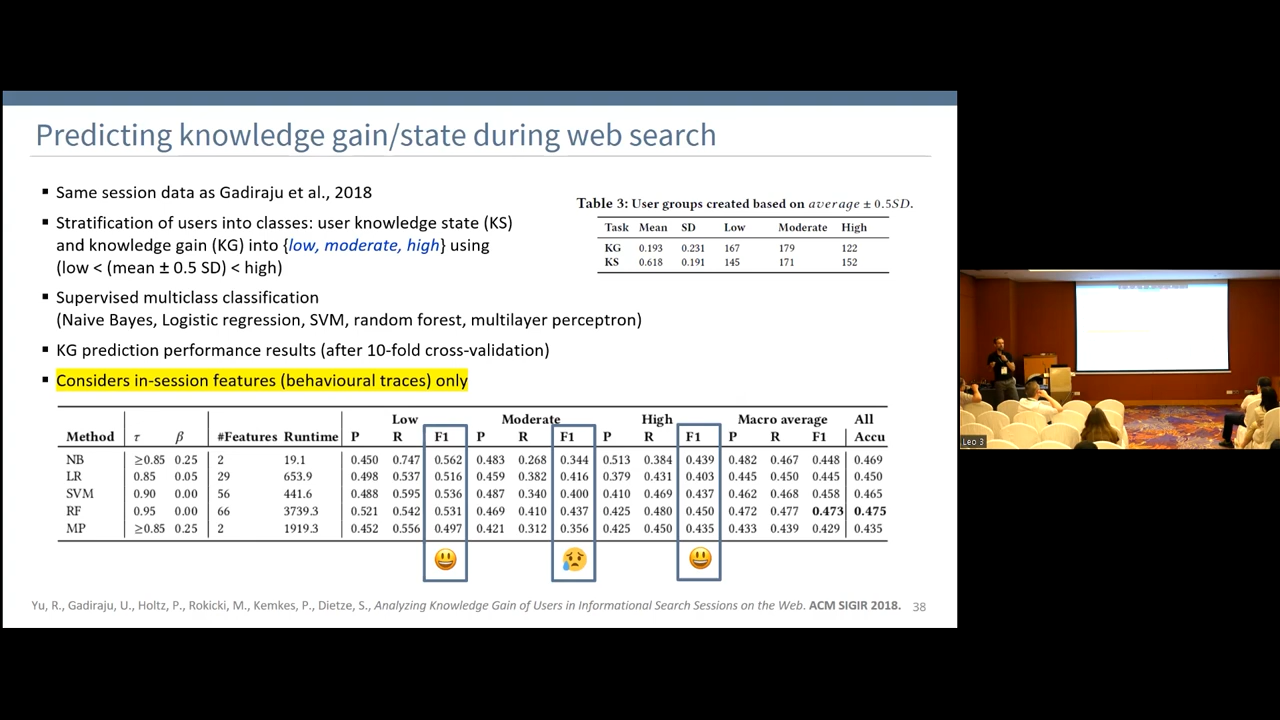 Predicting knowledge gain/state during web search
▪ Same session data as Gadiraju et al., 2018
▪ Stratification of users into classes: user knowledge state (KS)
and knowledge gain (KG) into {low, moderate, high} using
(low < (mean ± 0.5 SD) < high)
▪ Supervised multiclass classification
(Naive Bayes, Logistic regression, SVM, random forest, multilayer perceptron)
▪ KG prediction performance results (after 10-fold cross-validation)
▪ Considers in-session features (behavioural traces) only
Table 3: User groups created based on average ± 0.5SD.
Task Mean SD Low Moderate High
KG 0.193 0.231 167 179 122
KS 0.618 0.191 145 171 152
Low Moderate High Macro average All
Method τ β #Features Runtime P R F1 P R F1 P R F1 P R F1 Accu
NB ≥0.85 0.25 2 19.1 0.450 0.747 0.562 0.483 0.268 0.344 0.513 0.384 0.439 0.482 0.467 0.448 0.469
LR 0.85 0.05 29 653.9 0.498 0.537 0.516 0.459 0.382 0.416 0.379 0.431 0.403 0.445 0.450 0.445 0.450
SVM 0.90 0.00 56 441.6 0.488 0.595 0.536 0.487 0.340 0.400 0.410 0.469 0.437 0.462 0.468 0.458 0.465
RF 0.95 0.00 66 3739.3 0.521 0.542 0.531 0.469 0.410 0.437 0.425 0.480 0.450 0.472 0.477 0.473 0.475
MP ≥0.85 0.25 2 1919.3 0.452 0.556 0.497 0.421 0.312 0.356 0.425 0.450 0.435 0.433 0.439 0.429 0.435
Yu, R., Gadiraju, U., Holtz, P., Rokicki, M., Kemkes, P., Dietze, S., Analyzing Knowledge Gain of Users in Informational Search Sessions on the Web. ACM SIGIR 2018. 38
Leo 3